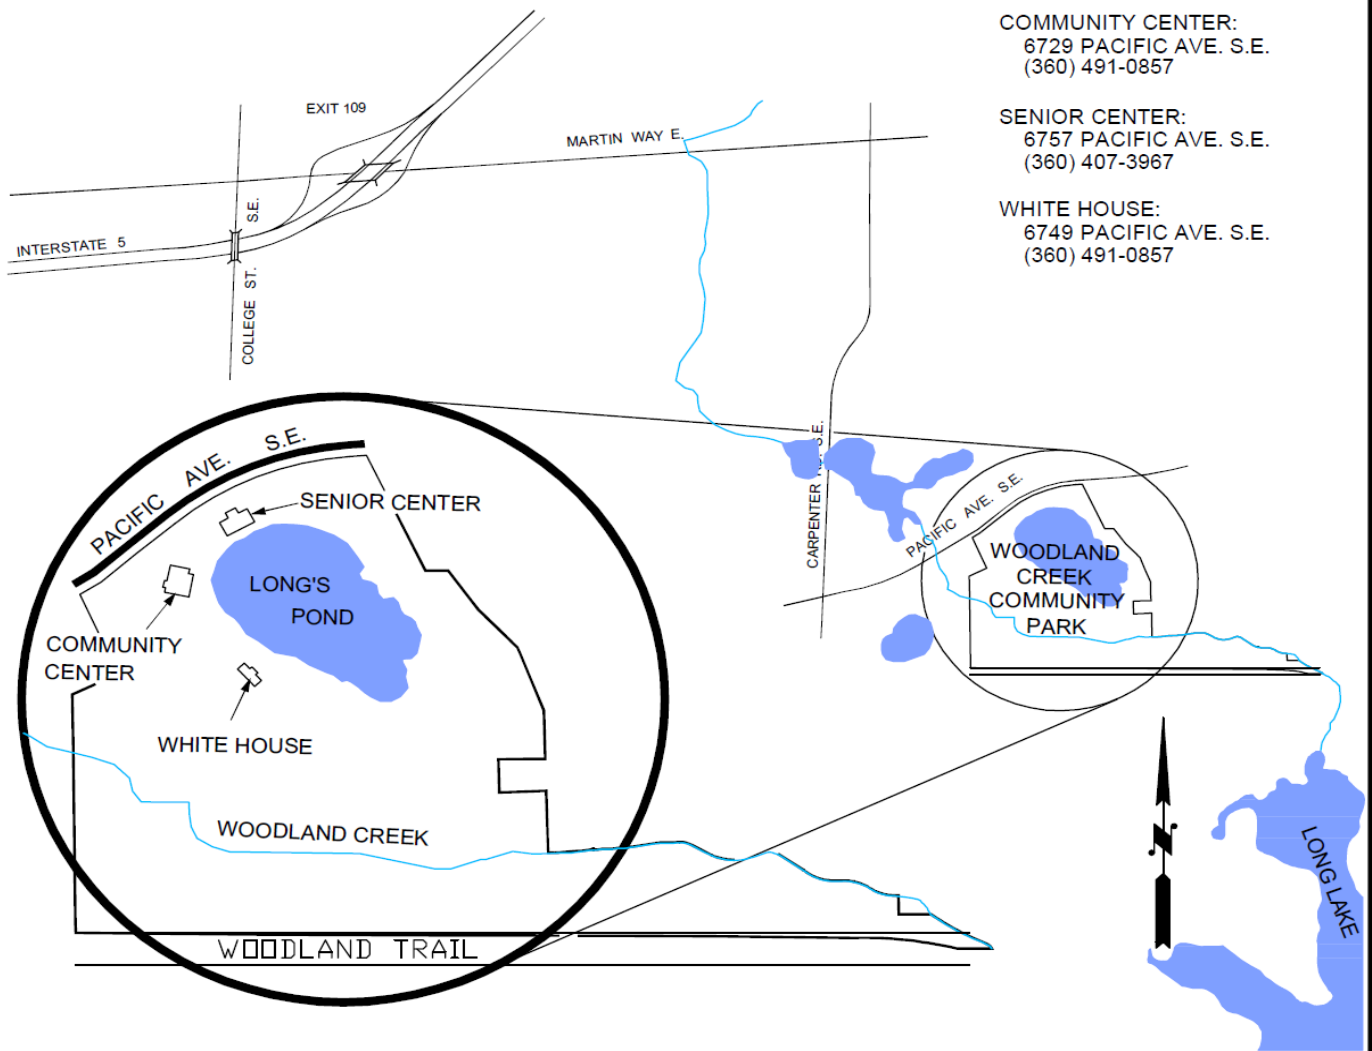 COMMUNITY CENTER:
6729 PACIFIC AVE. S.E.
(360) 491-0857
SENIOR CENTER:
6757 PACIFIC AVE. S.E.
(360) 407-3967
WHITE HOUSE:
6749 PACIFIC AVE. S.E.
(360) 491-0857
EXIT 109
MARTIN WAY E.
INTERSTATE 5
COLLEGE ST. S.E.
CARPENTER RD. S.E.
PACIFIC AVE. S.E.
WOODLAND
CREEK
COMMUNITY
PARK
PACIFIC AVE. S.E.
SENIOR CENTER
LONG'S
POND
COMMUNITY
CENTER
WHITE HOUSE
WOODLAND CREEK
WOODLAND TRAIL
N
LONG LAKE